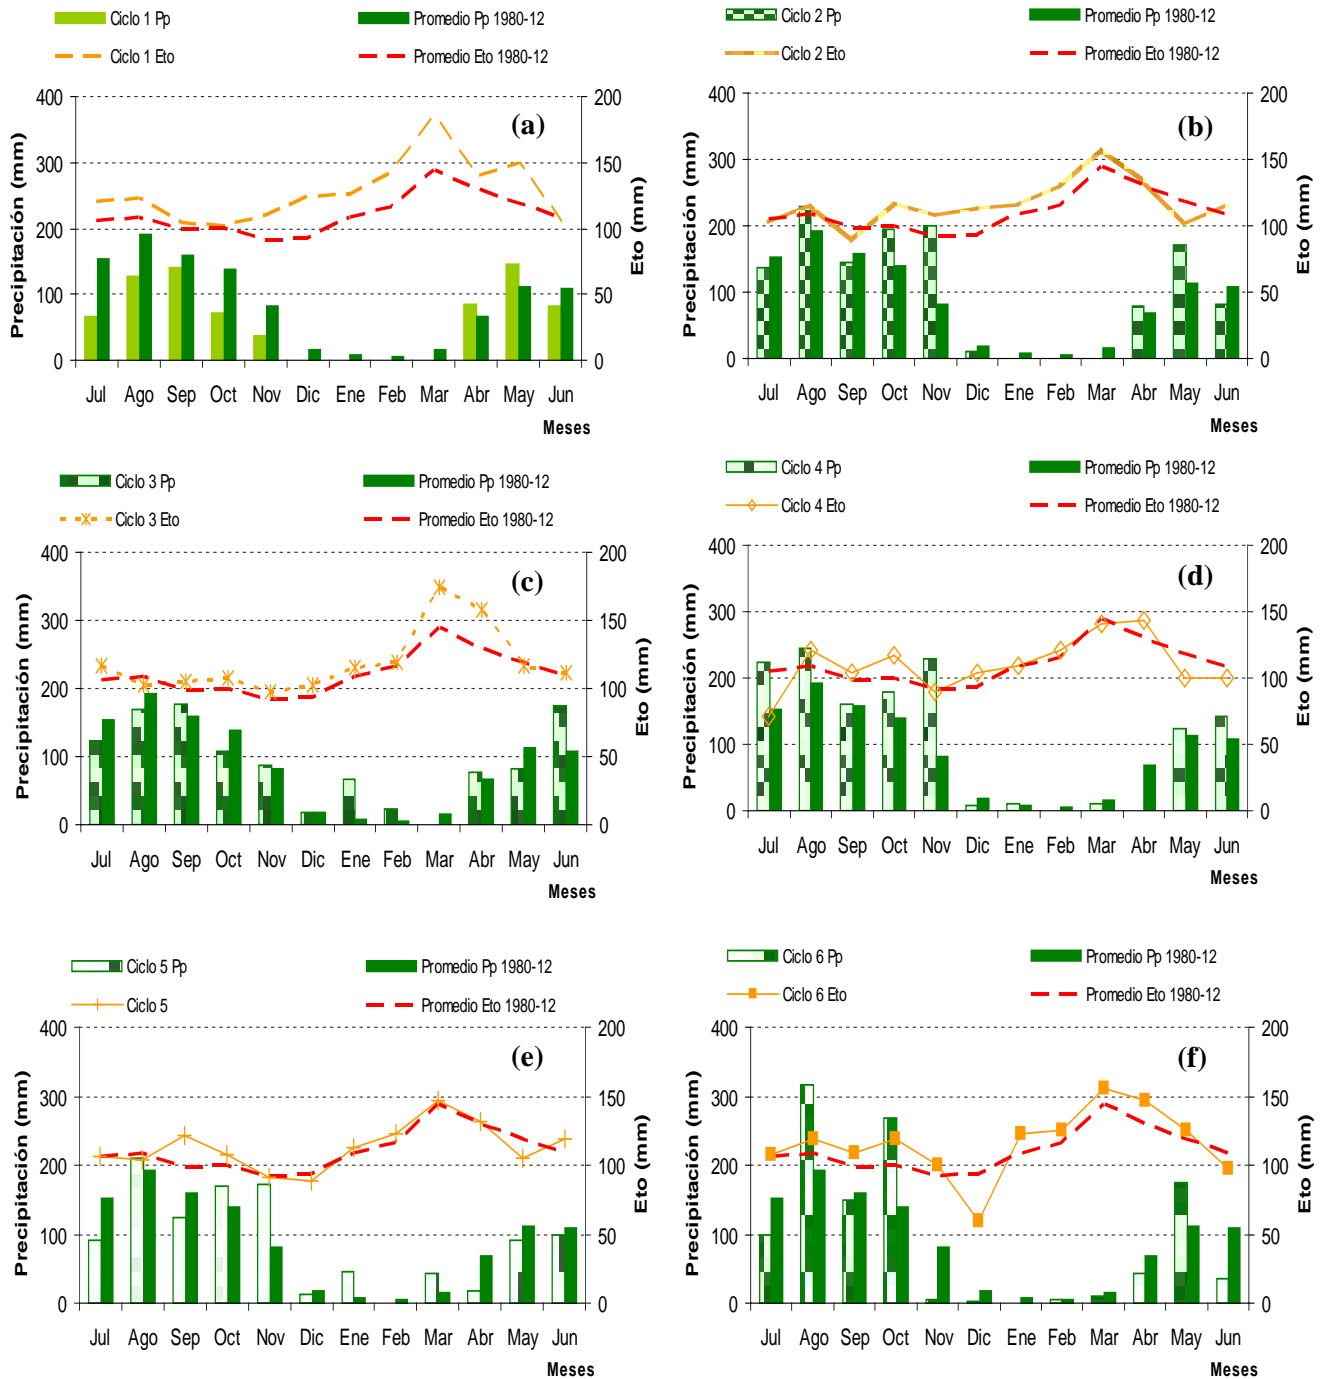 Ciclo 1 Pp
Promedio Pp 1980-12
Ciclo 1 Eto
Promedio Eto 1980-12
(a)
Precipitación (mm)
400
300
200
100
0
200
150
100
50
0
Eto (mm)
Jul Ago Sep Oct Nov Dic Ene Feb Mar Abr May Jun
Meses
Ciclo 2 Pp
Promedio Pp 1980-12
Ciclo 2 Eto
Promedio Eto 1980-12
(b)
Precipitación (mm)
400
300
200
100
0
200
150
100
50
0
Eto (mm)
Jul Ago Sep Oct Nov Dic Ene Feb Mar Abr May Jun
Meses
Ciclo 3 Pp
Promedio Pp 1980-12
Ciclo 3 Eto
Promedio Eto 1980-12
(c)
Precipitación (mm)
400
300
200
100
0
200
150
100
50
0
Eto (mm)
Jul Ago Sep Oct Nov Dic Ene Feb Mar Abr May Jun
Meses
Ciclo 4 Pp
Promedio Pp 1980-12
Ciclo 4 Eto
Promedio Eto 1980-12
(d)
Precipitación (mm)
400
300
200
100
0
200
150
100
50
0
Eto (mm)
Jul Ago Sep Oct Nov Dic Ene Feb Mar Abr May Jun
Meses
Ciclo 5 Pp
Promedio Pp 1980-12
Ciclo 5
Promedio Eto 1980-12
(e)
Precipitación (mm)
400
300
200
100
0
200
150
100
50
0
Eto (mm)
Jul Ago Sep Oct Nov Dic Ene Feb Mar Abr May Jun
Meses
Ciclo 6 Pp
Promedio Pp 1980-12
Ciclo 6 Eto
Promedio Eto 1980-12
(f)
Precipitación (mm)
400
300
200
100
0
200
150
100
50
0
Eto (mm)
Jul Ago Sep Oct Nov Dic Ene Feb Mar Abr May Jun
Meses